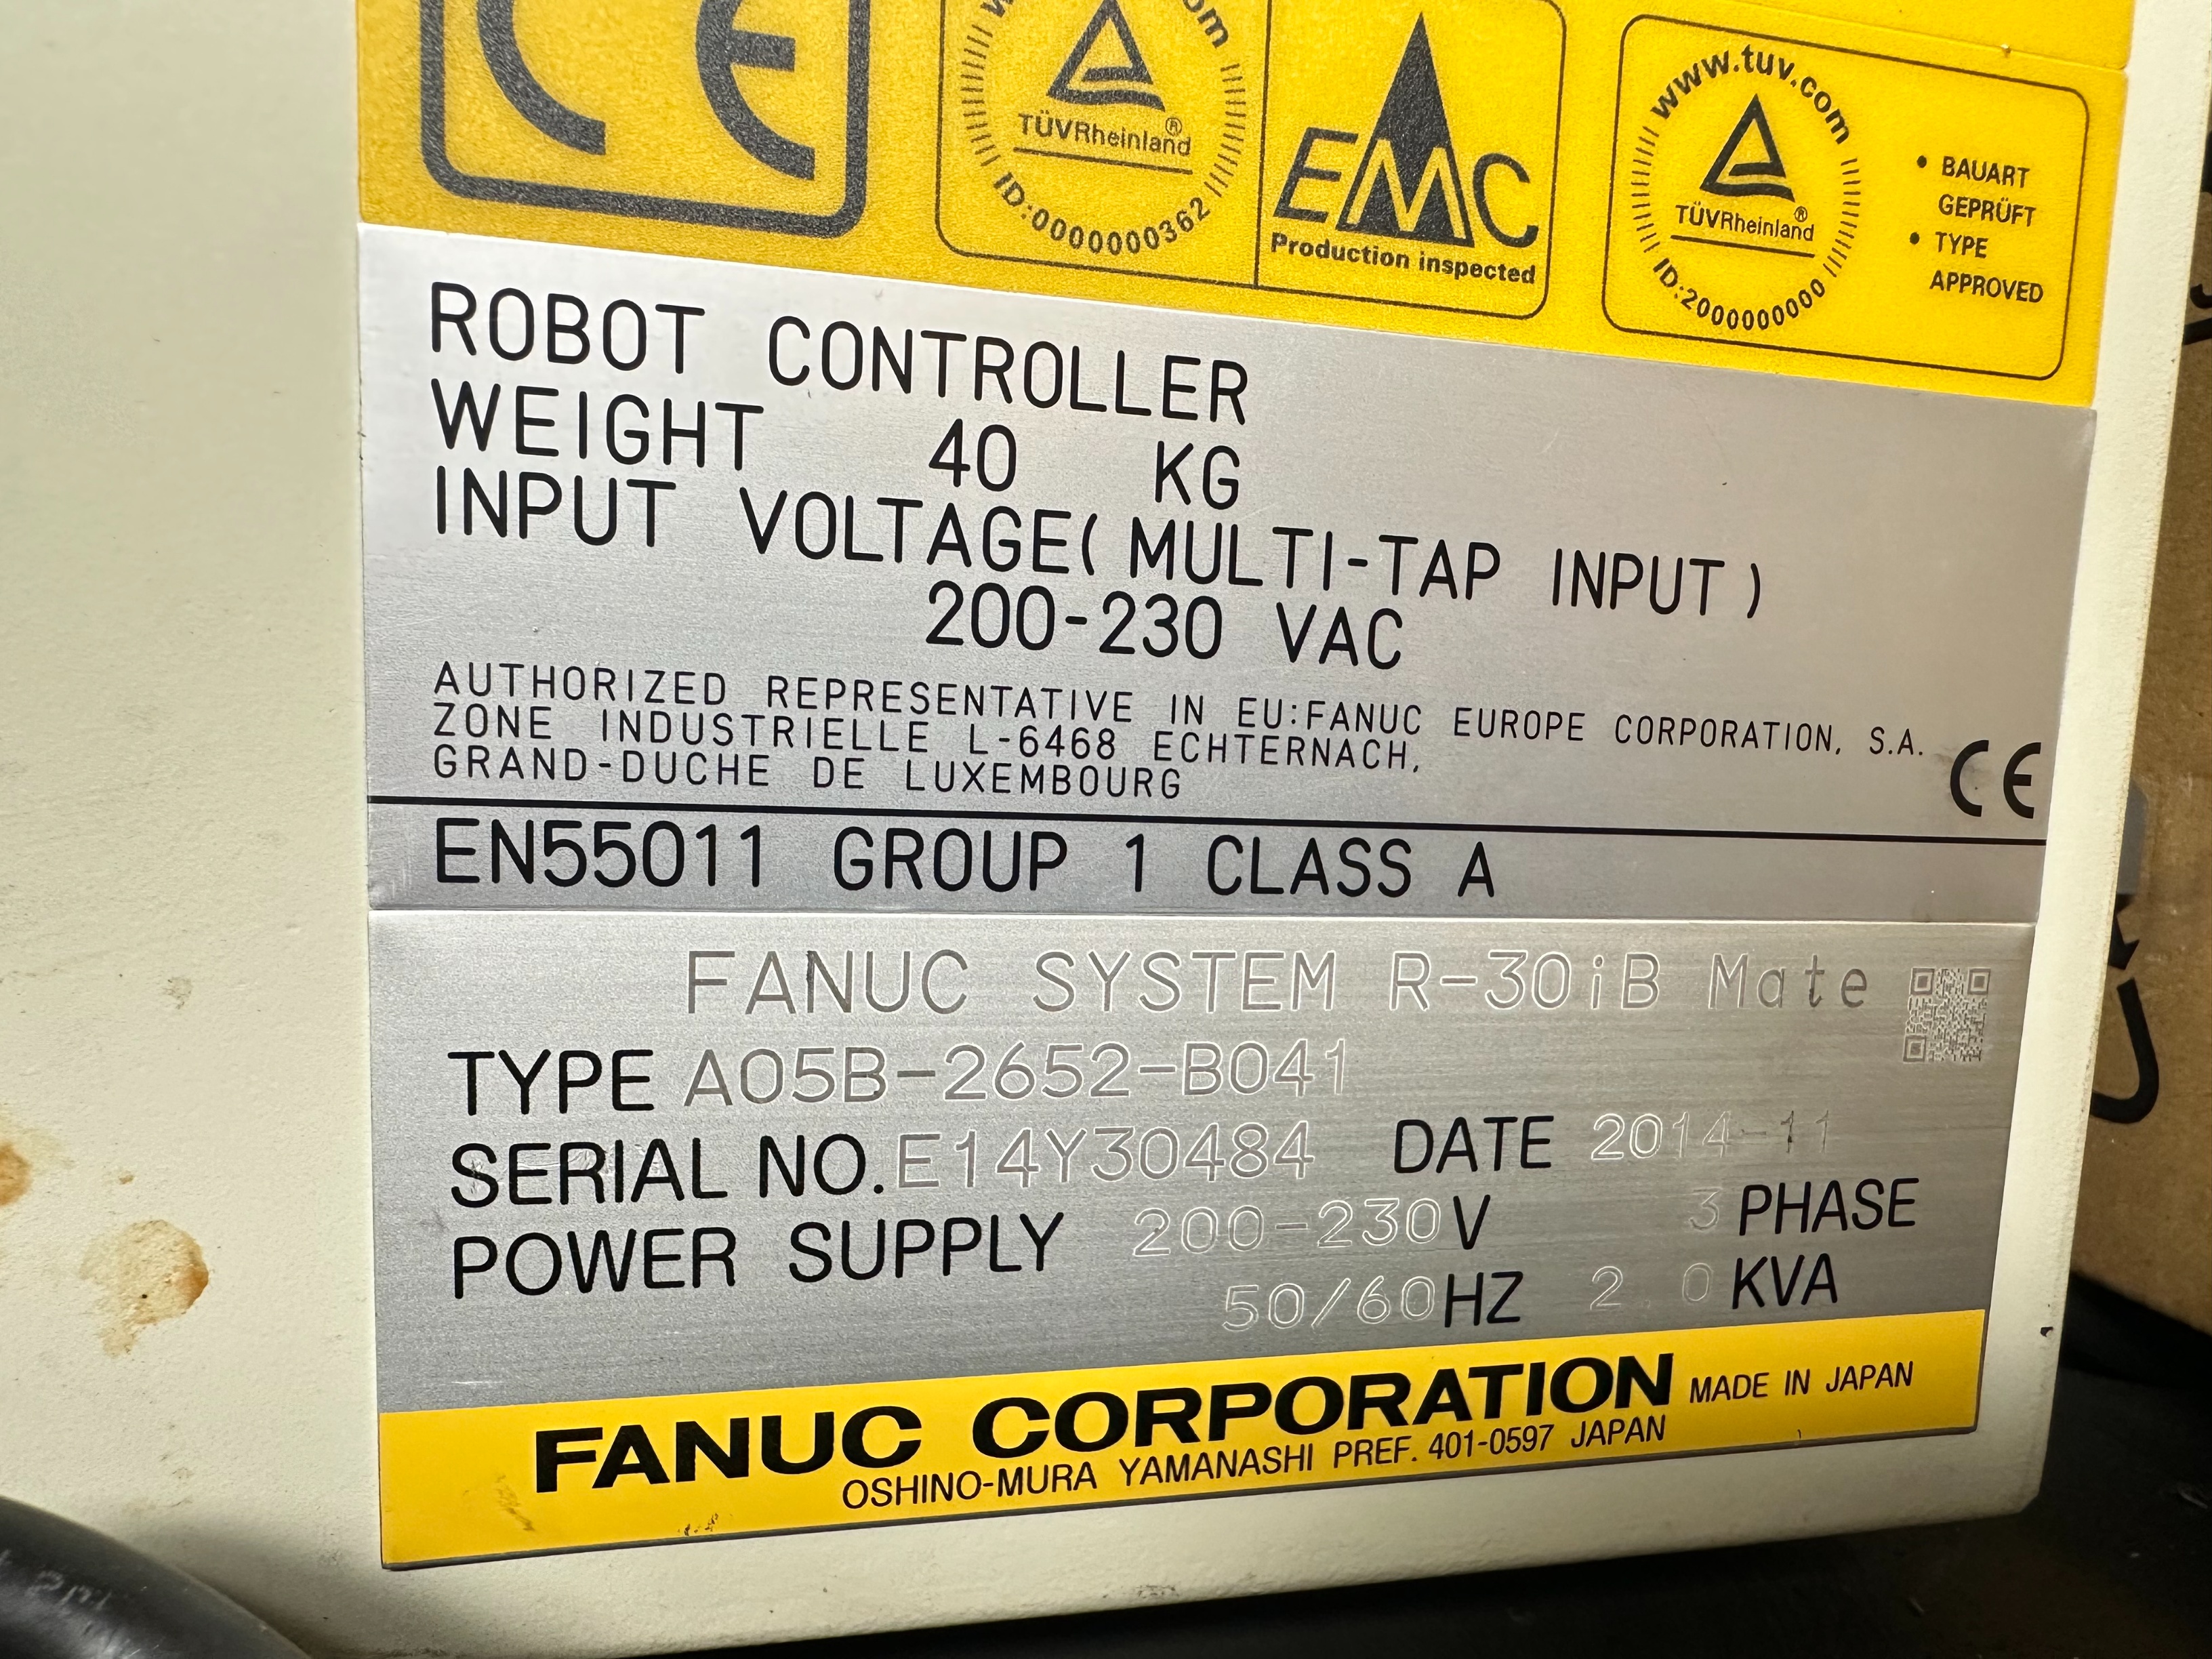 CE
www.tuv.com
TÜVRheinland®
ID:0000000362
EMC
Production inspected
www.tuv.com
TÜVRheinland®
ID:2000000000
• BAUART
GEPRÜFT
• TYPE
APPROVED
ROBOT CONTROLLER
WEIGHT 40 KG
INPUT VOLTAGE(MULTI-TAP INPUT)
200-230 VAC
AUTHORIZED REPRESENTATIVE IN EU:FANUC EUROPE CORPORATION, S.A.
ZONE INDUSTRIELLE L-6468 ECHTERNACH,
GRAND-DUCHE DE LUXEMBOURG
CE
EN55011 GROUP 1 CLASS A
FANUC SYSTEM R-30iB Mate
TYPE A05B-2652-B041
SERIAL NO. E14Y30484 DATE 2014-11
POWER SUPPLY 200-230V 3 PHASE
50/60HZ 2 0 KVA
FANUC CORPORATION MADE IN JAPAN
OSHINO-MURA YAMANASHI PREF. 401-0597 JAPAN